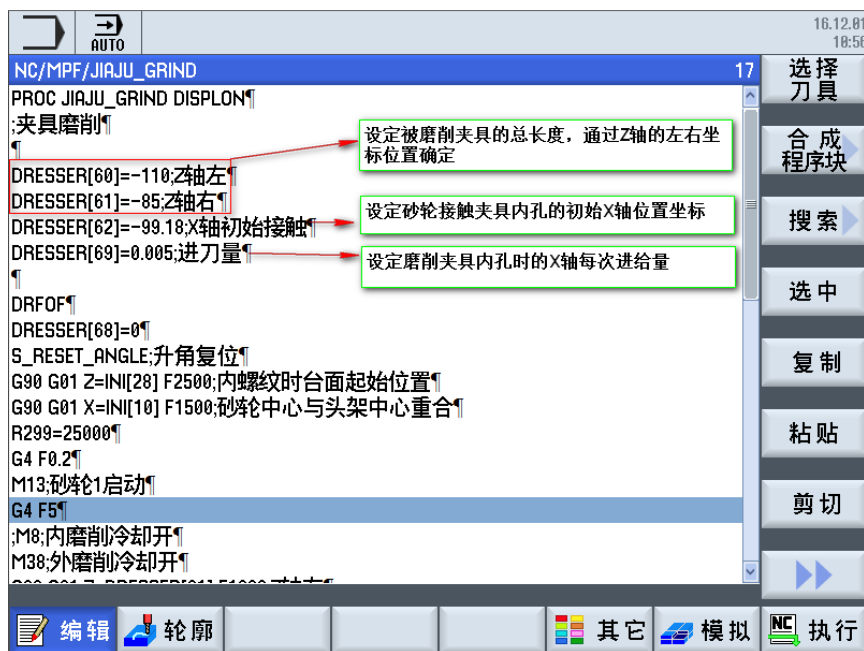 AUTO
16.12.01
10:56
NC/MPF/JIAJU_GRIND 17
PROC JIAJU_GRIND DISPLON¶
;夹具磨削¶
¶
DRESSER[60]=-110;Z轴左¶
DRESSER[61]=-85;Z轴右¶
DRESSER[62]=-99.18;X轴初始接触¶
DRESSER[69]=0.005;进刀量¶
¶
DRFOF¶
DRESSER[68]=0¶
S_RESET_ANGLE;升角复位¶
G90 G01 Z=INI[28] F2500;内螺纹时台面起始位置¶
G90 G01 X=INI[10] F1500;砂轮中心与头架中心重合¶
R299=25000¶
G4 F0.2¶
M13;砂轮1启动¶
G4 F5¶
;M8;内磨削冷却开¶
M38;外磨削冷却开¶
设定被磨削夹具的总长度，通过Z轴的左右坐
标位置确定
设定砂轮接触夹具内孔的初始X轴位置坐标
设定磨削夹具内孔时的X轴每次进给量
选择
刀具
合成
程序块
搜索
选中
复制
粘贴
剪切
编辑
轮廓
其它
模拟
NC
执行